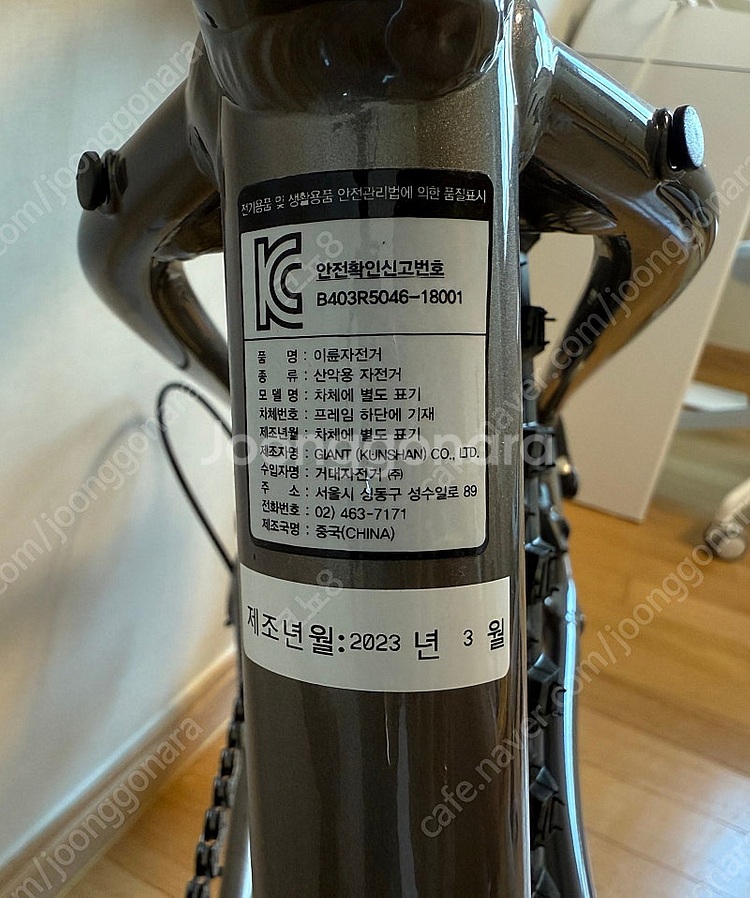 전기용품 및 생활용품 안전관리법에 의한 품질표시
안전확인신고번호
B403R5046-18001
품 명 : 이륜자전거
종 류 : 산악용 자전거
모 델 명 : 차체에 별도 표기
차체번호 : 프레임 하단에 기재
제조년월 : 차체에 별도 표기
제조자명 : GIANT (KUNSHAN) CO., LTD.
수입자명 : 거대자전거 (주)
주 소 : 서울시 성동구 성수일로 89
전화번호 : 02) 463-7171
제조국명 : 중국(CHINA)
제조년월:2023 년 3 월
Joonggonara
cafe.naver.com/joonggonara